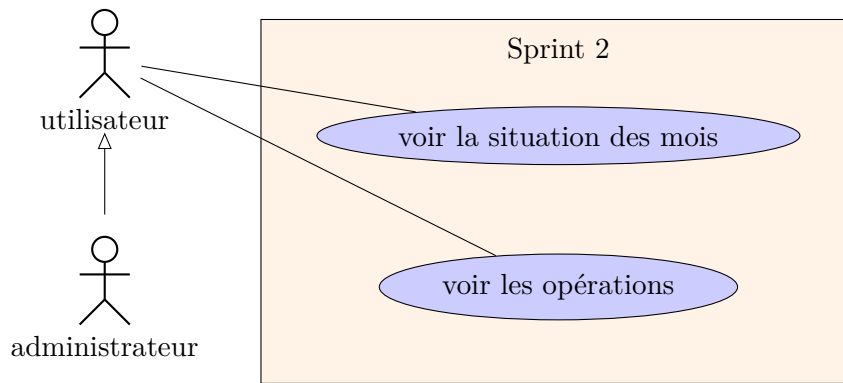 Sprint 2
utilisateur
voir la situation des mois
voir les opérations
administrateur